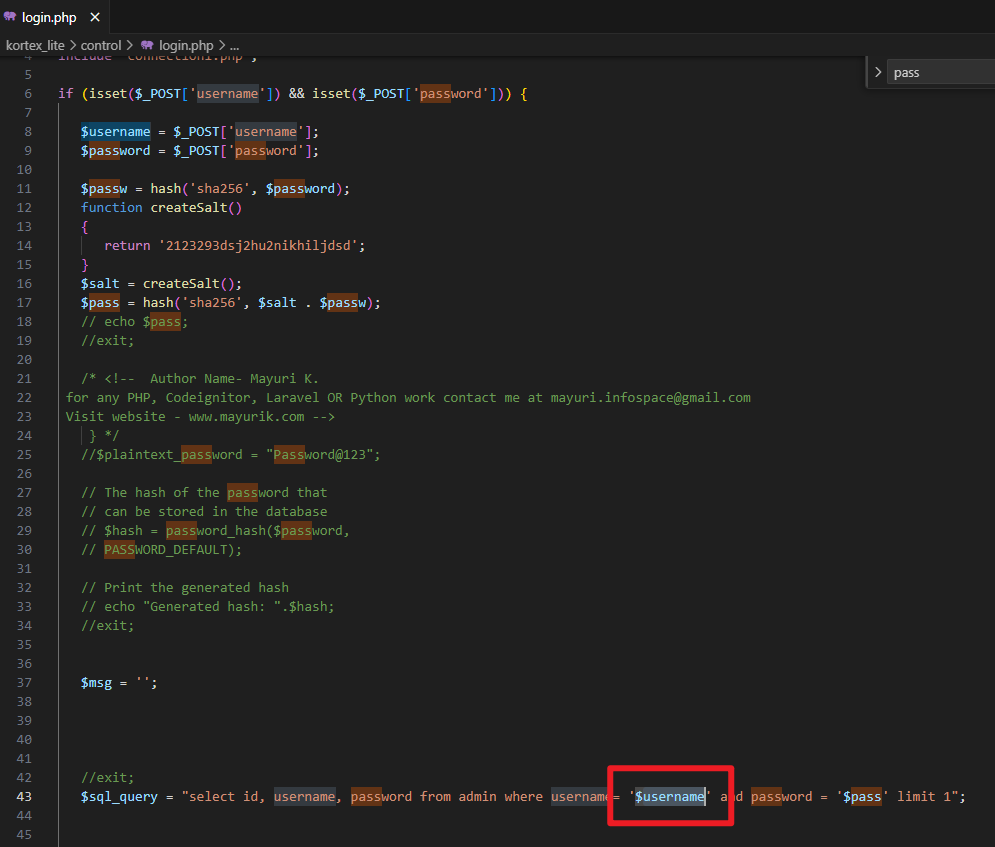 login.php ×
kortex_lite > control > login.php > ...
pass
4 include "connection1.php";
5
6 if (isset($_POST['username']) && isset($_POST['password'])) {
7
8 $username = $_POST['username'];
9 $password = $_POST['password'];
10
11 $passw = hash('sha256', $password);
12 function createSalt()
13 {
14 return '2123293dsj2hu2nikhiljdsd';
15 }
16 $salt = createSalt();
17 $pass = hash('sha256', $salt . $passw);
18 // echo $pass;
19 //exit;
20
21 /* <!--  Author Name- Mayuri K.
22 for any PHP, Codeignitor, Laravel OR Python work contact me at mayuri.infospace@gmail.com
23 Visit website - www.mayurik.com -->
24 } */
25 //$plaintext_password = "Password@123";
26
27 // The hash of the password that
28 // can be stored in the database
29 // $hash = password_hash($password,
30 // PASSWORD_DEFAULT);
31
32 // Print the generated hash
33 // echo "Generated hash: ".$hash;
34 //exit;
35
36
37 $msg = '';
38
39
40
41
42 //exit;
43 $sql_query = "select id, username, password from admin where username= '$username' and password = '$pass' limit 1";
44
45